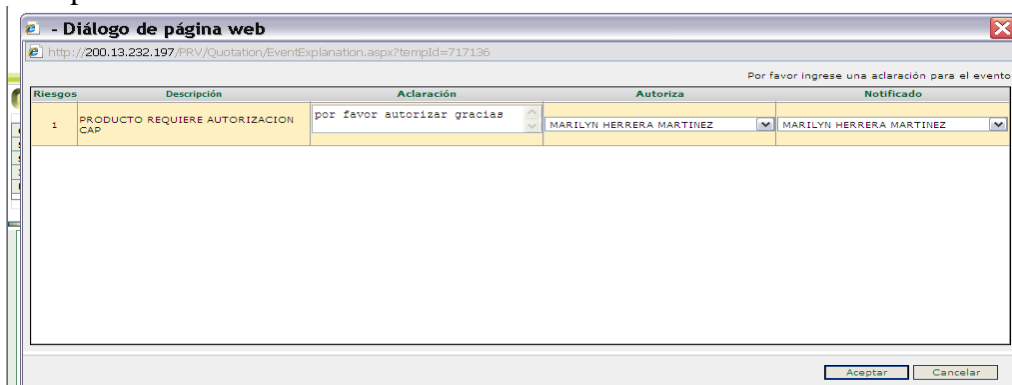 - Diálogo de página web
http://200.13.232.197/PRV/Quotation/EventExplanation.aspx?tempId=717136
Por favor ingrese una aclaración para el evento
Riesgos Descripción Aclaración Autoriza Notificado
1 PRODUCTO REQUIERE AUTORIZACION CAP por favor autorizar gracias MARILYN HERRERA MARTINEZ MARILYN HERRERA MARTINEZ
Aceptar Cancelar